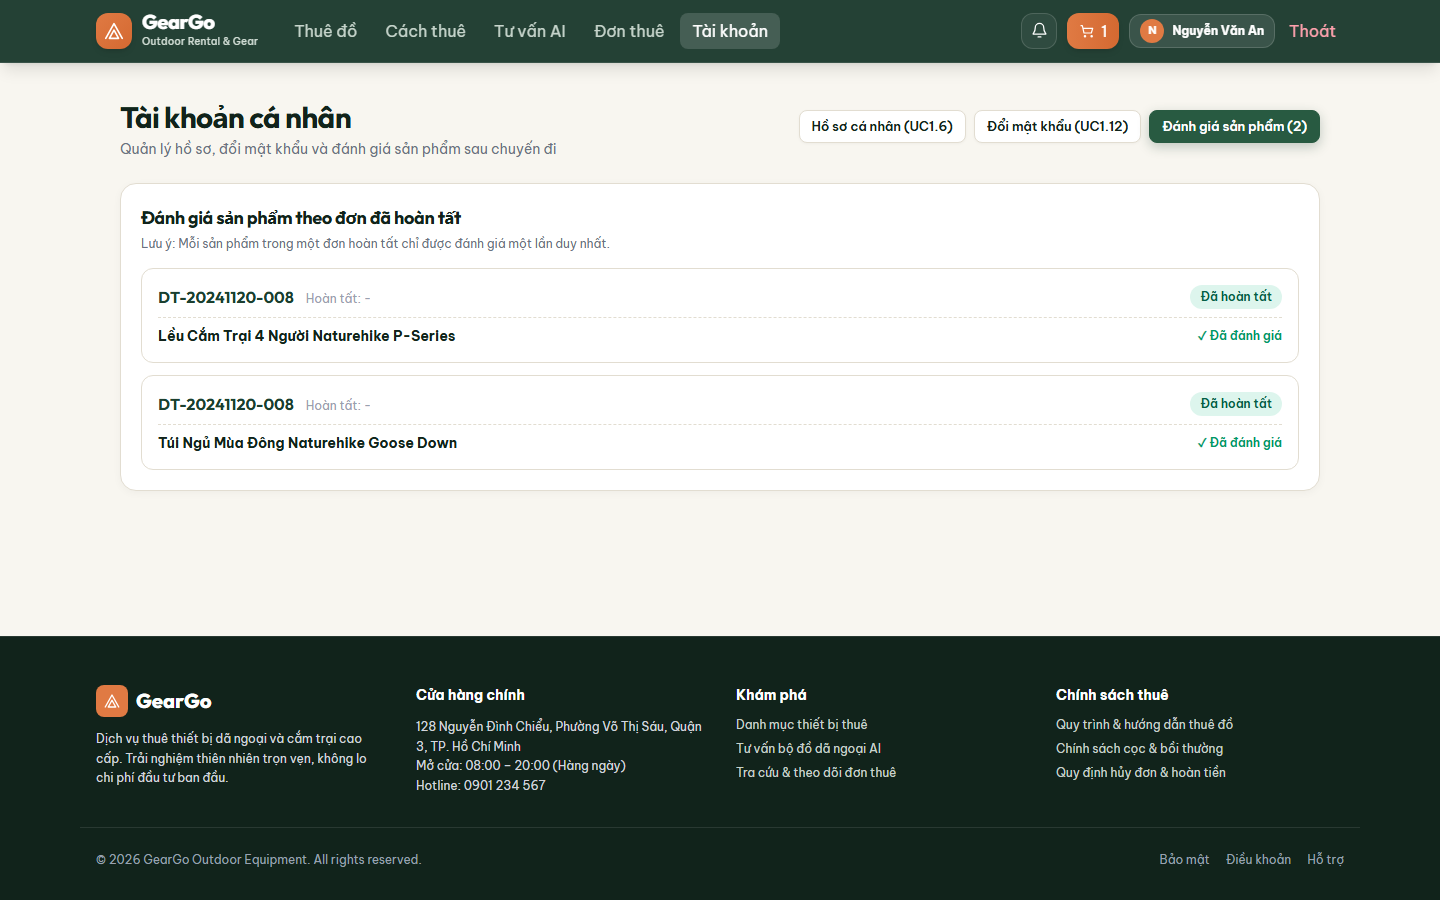 GearGo
Outdoor Rental & Gear
Thuê đồ
Cách thuê
Tư vấn AI
Đơn thuê
Tài khoản
1
N
Nguyễn Văn An
Thoát
Tài khoản cá nhân
Quản lý hồ sơ, đổi mật khẩu và đánh giá sản phẩm sau chuyến đi
Hồ sơ cá nhân (UC1.6)
Đổi mật khẩu (UC1.12)
Đánh giá sản phẩm (2)
Đánh giá sản phẩm theo đơn đã hoàn tất
Lưu ý: Mỗi sản phẩm trong một đơn hoàn tất chỉ được đánh giá một lần duy nhất.
DT-20241120-008
Hoàn tất: -
Đã hoàn tất
Lều Cắm Trại 4 Người Naturehike P-Series
✓ Đã đánh giá
DT-20241120-008
Hoàn tất: -
Đã hoàn tất
Túi Ngủ Mùa Đông Naturehike Goose Down
✓ Đã đánh giá
GearGo
Dịch vụ thuê thiết bị dã ngoại và cắm trại cao
cấp. Trải nghiệm thiên nhiên trọn vẹn, không lo
chi phí đầu tư ban đầu.
Cửa hàng chính
128 Nguyễn Đình Chiểu, Phường Võ Thị Sáu, Quận
3, TP. Hồ Chí Minh
Mở cửa: 08:00 – 20:00 (Hàng ngày)
Hotline: 0901 234 567
Khám phá
Danh mục thiết bị thuê
Tư vấn bộ đồ dã ngoại AI
Tra cứu & theo dõi đơn thuê
Chính sách thuê
Quy trình & hướng dẫn thuê đồ
Chính sách cọc & bồi thường
Quy định hủy đơn & hoàn tiền
© 2026 GearGo Outdoor Equipment. All rights reserved.
Bảo mật
Điều khoản
Hỗ trợ